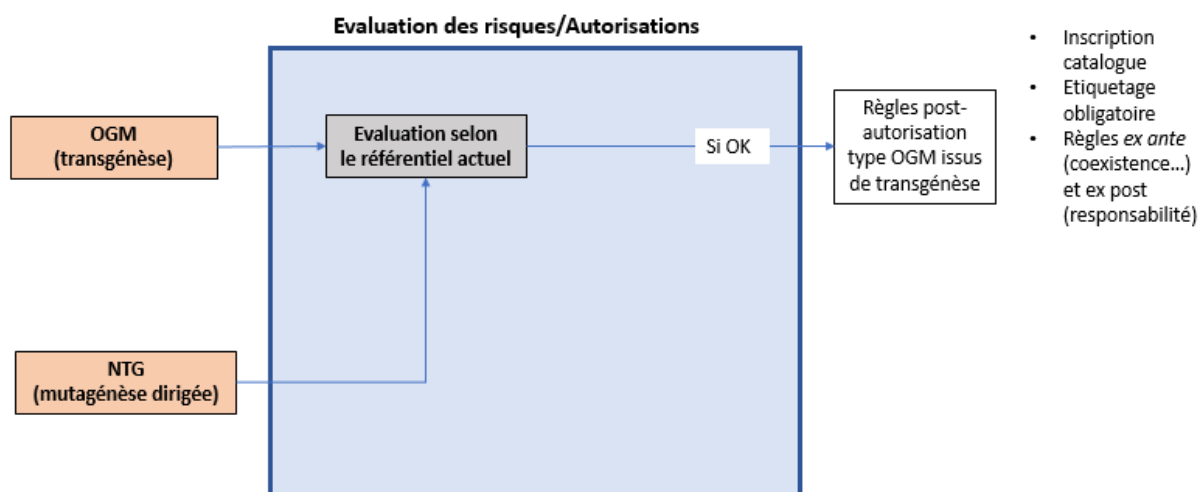 Evaluation des risques/Autorisations
OGM
(transgénèse)
Evaluation selon
le référentiel actuel
Si OK
Règles post-
autorisation
type OGM issus
de transgénèse
• Inscription
catalogue
• Etiquetage
obligatoire
• Règles ex ante
(coexistence...)
et ex post
(responsabilité)
NTG
(mutagénèse dirigée)